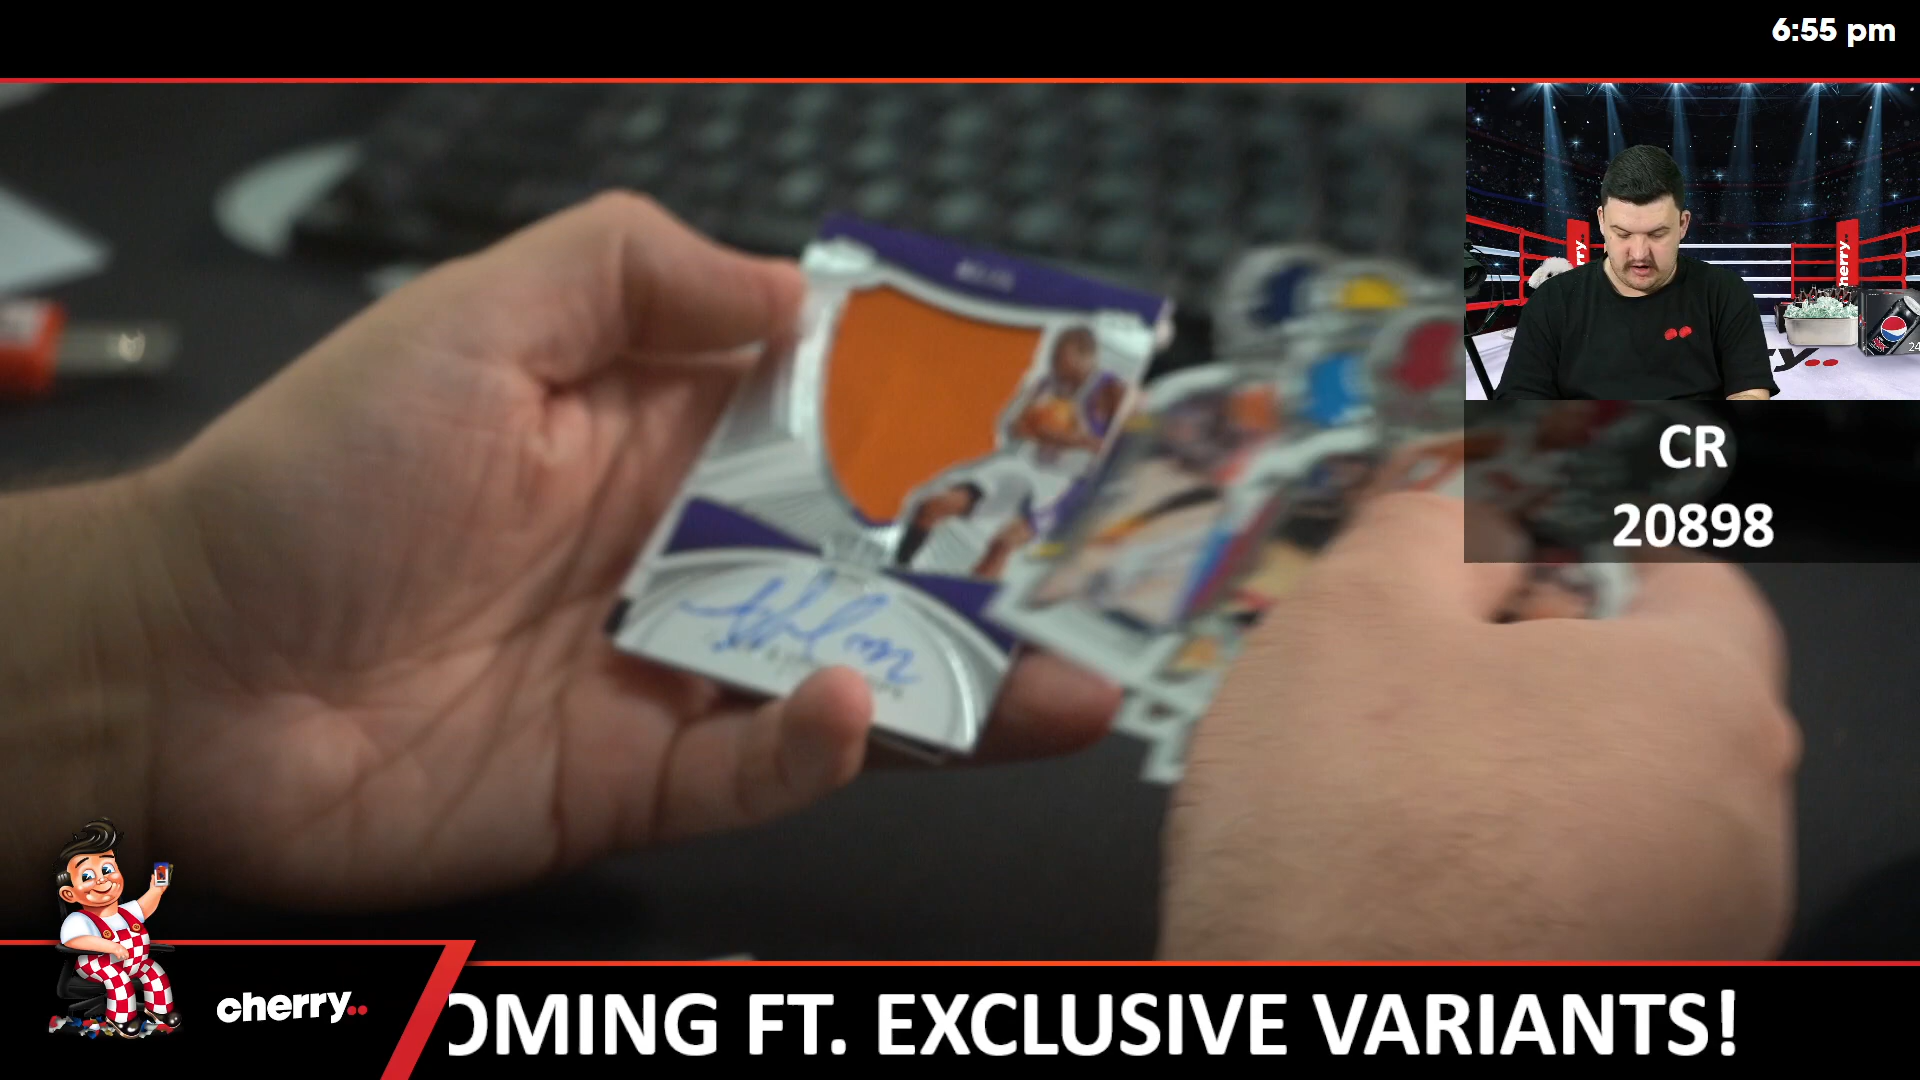 6:55 pm
CR
20898
cherry..
OMING FT. EXCLUSIVE VARIANTS!